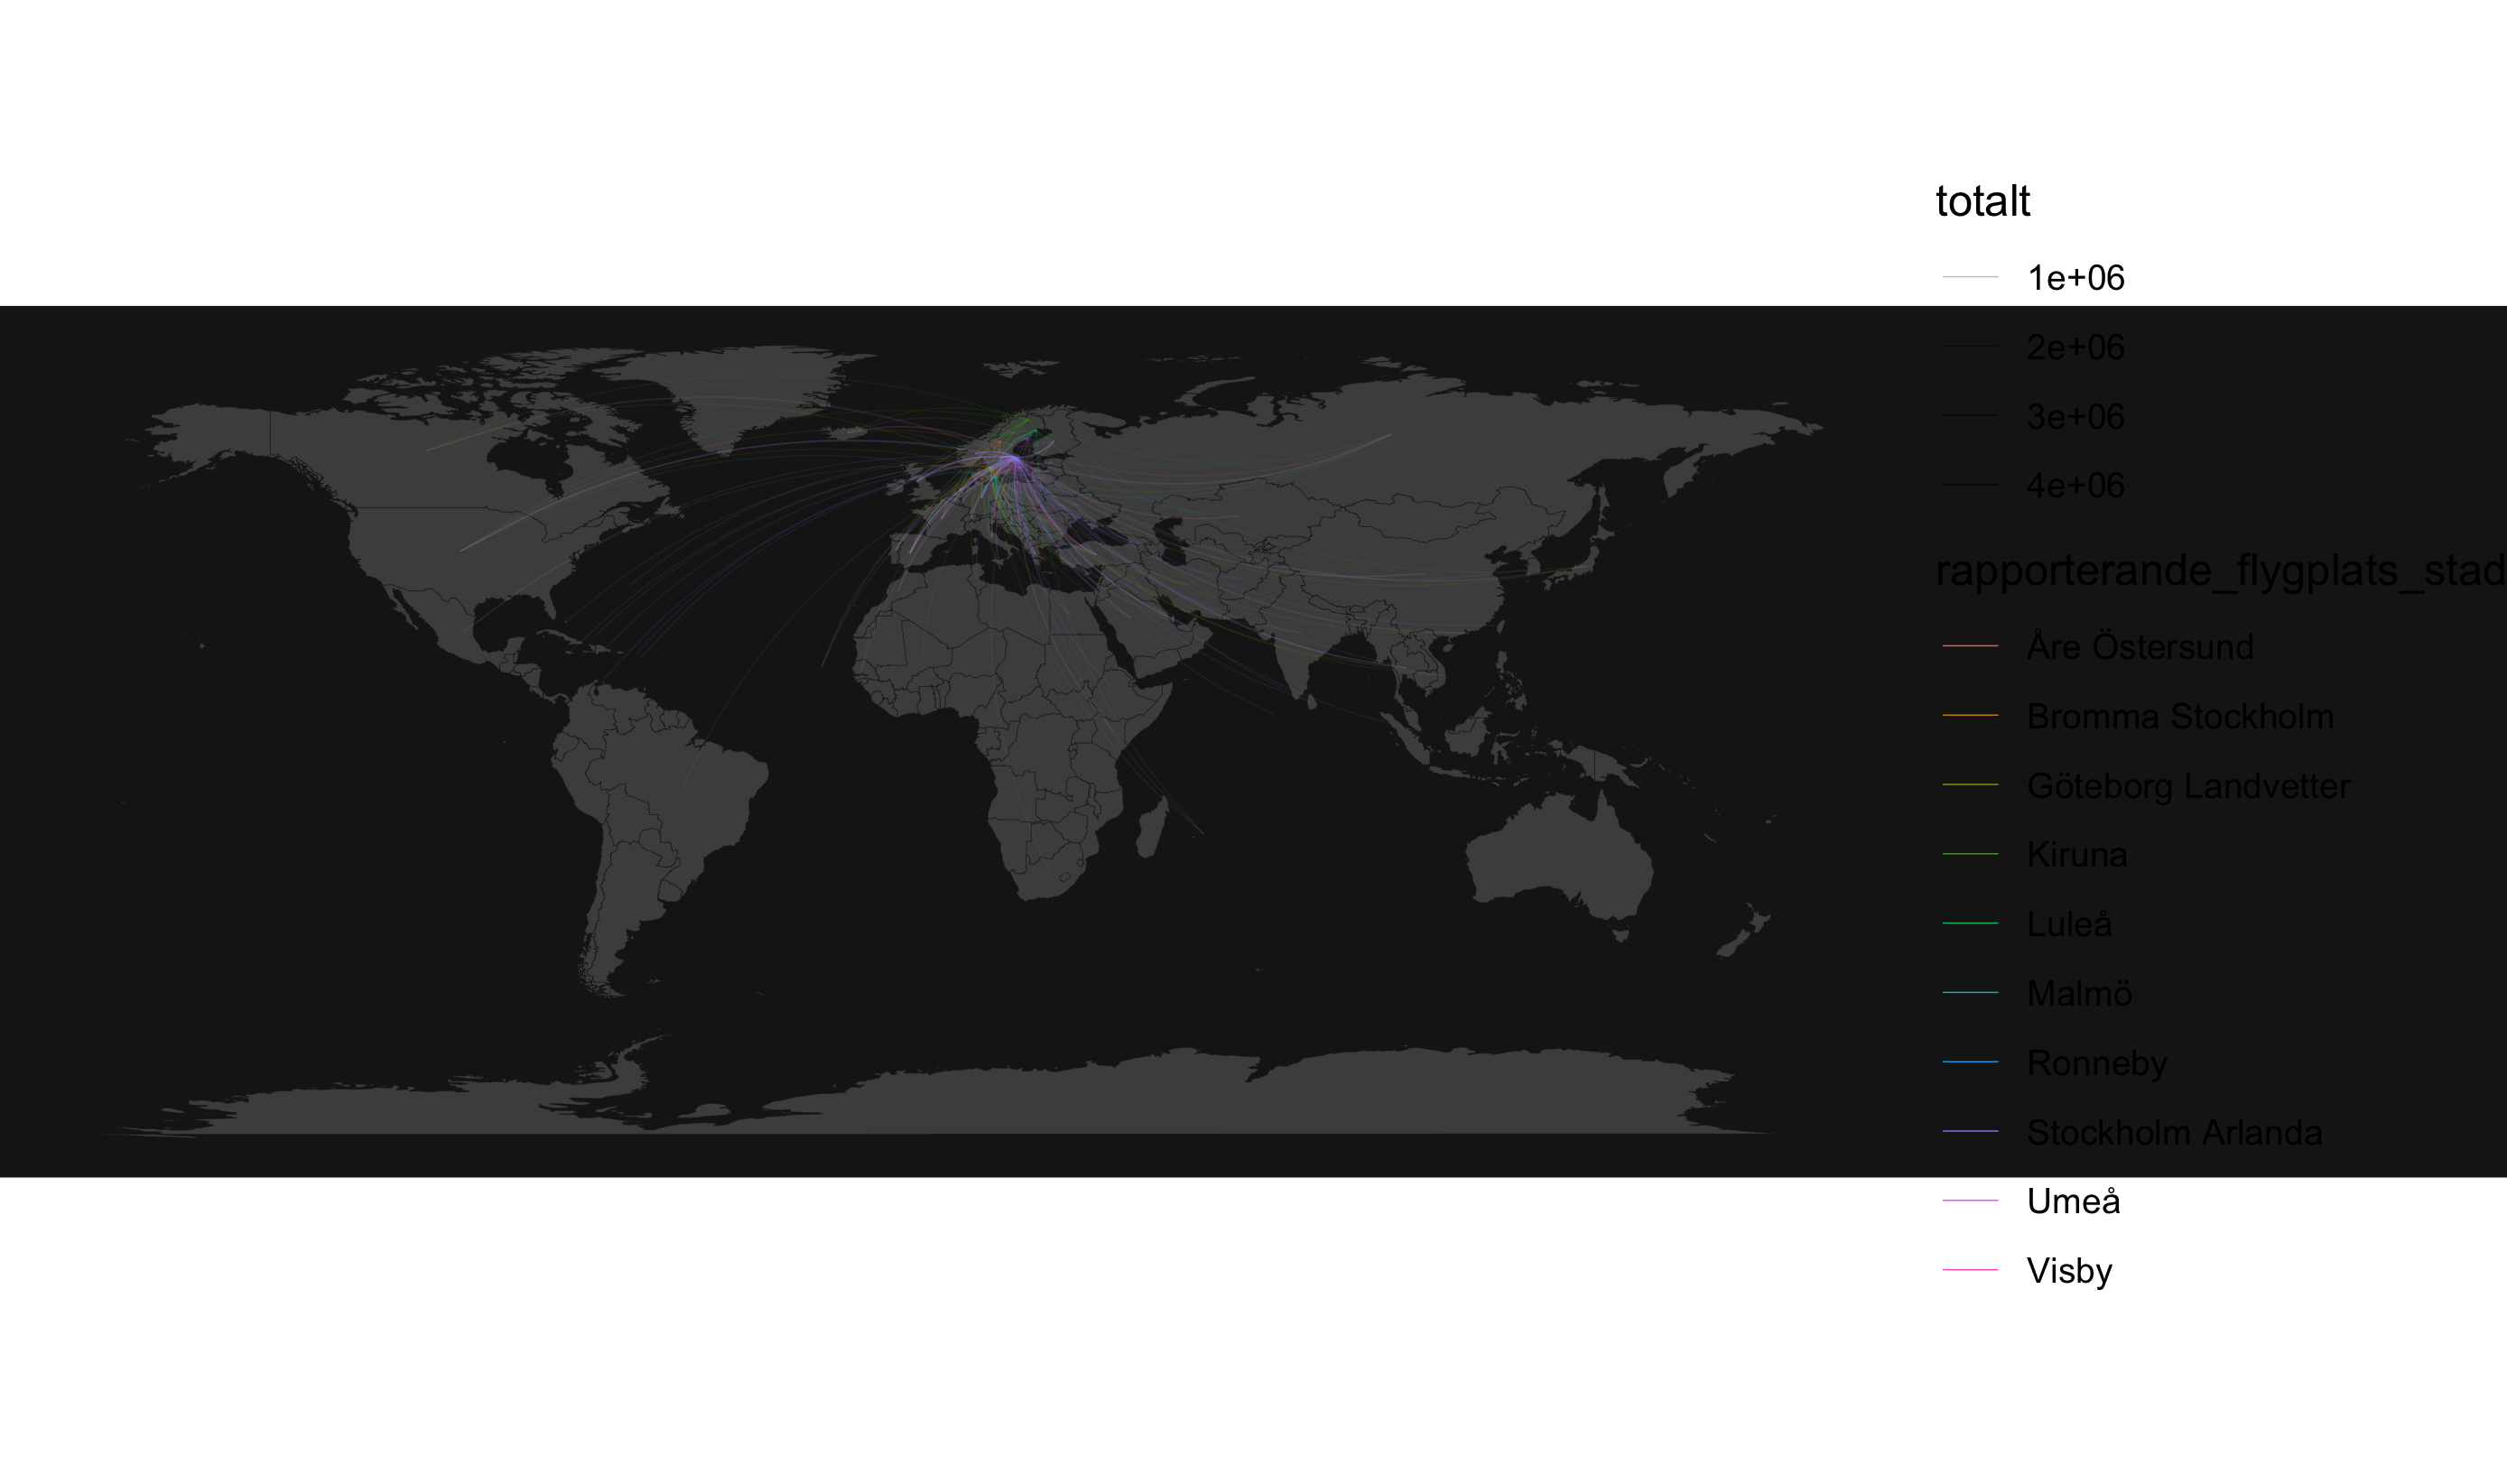 totalt
1e+06
2e+06
3e+06
4e+06
rapporterande_flygplats_stad
Åre Östersund
Bromma Stockholm
Göteborg Landvetter
Kiruna
Luleå
Malmö
Ronneby
Stockholm Arlanda
Umeå
Visby